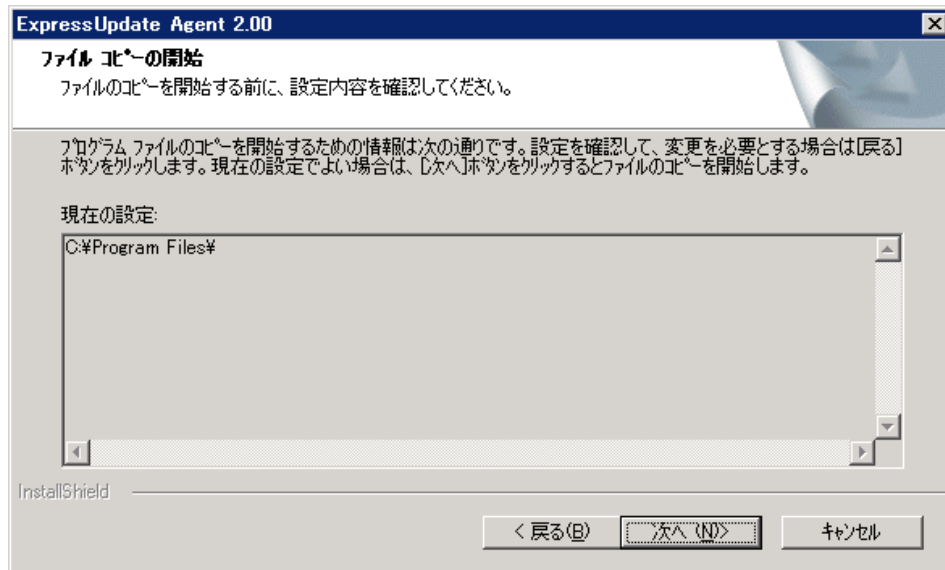 ExpressUpdate Agent 2.00
ファイル コピーの開始
ファイルのコピーを開始する前に、設定内容を確認してください。
プログラム ファイルのコピーを開始するための情報は次の通りです。設定を確認して、変更を必要とする場合は[戻る]
ボタンをクリックします。現在の設定でよい場合は、[次へ]ボタンをクリックするとファイルのコピーを開始します。
現在の設定:
C:¥Program Files¥
InstallShield
< 戻る(B)
次へ (N)>
キャンセル